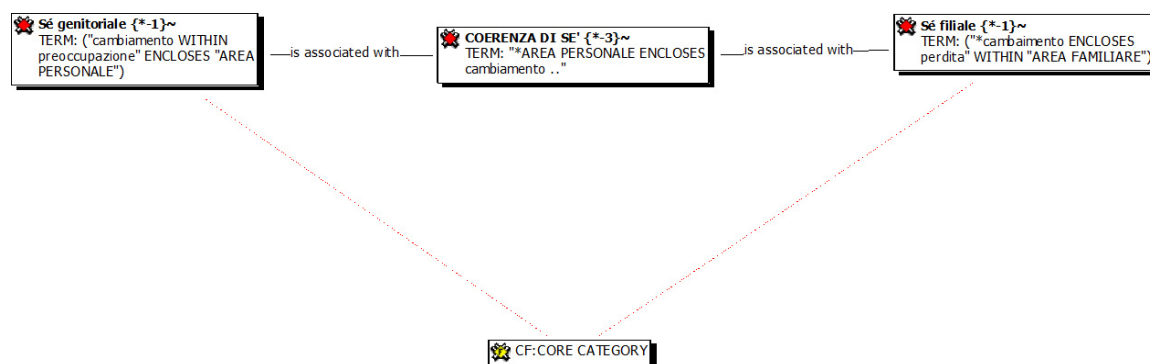 Sé genitoriale {*-1}~
TERM: ("cambiamento WITHIN
preoccupazione" ENCLOSES "AREA
PERSONALE")
is associated with
COERENZA DI SE' {*-3}~
TERM: "*AREA PERSONALE ENCLOSES
cambiamento .."
is associated with
Sé filiale {*-1}~
TERM: ("*cambaimento ENCLOSES
perdita" WITHIN "AREA FAMILIARE")
CF:CORE CATEGORY